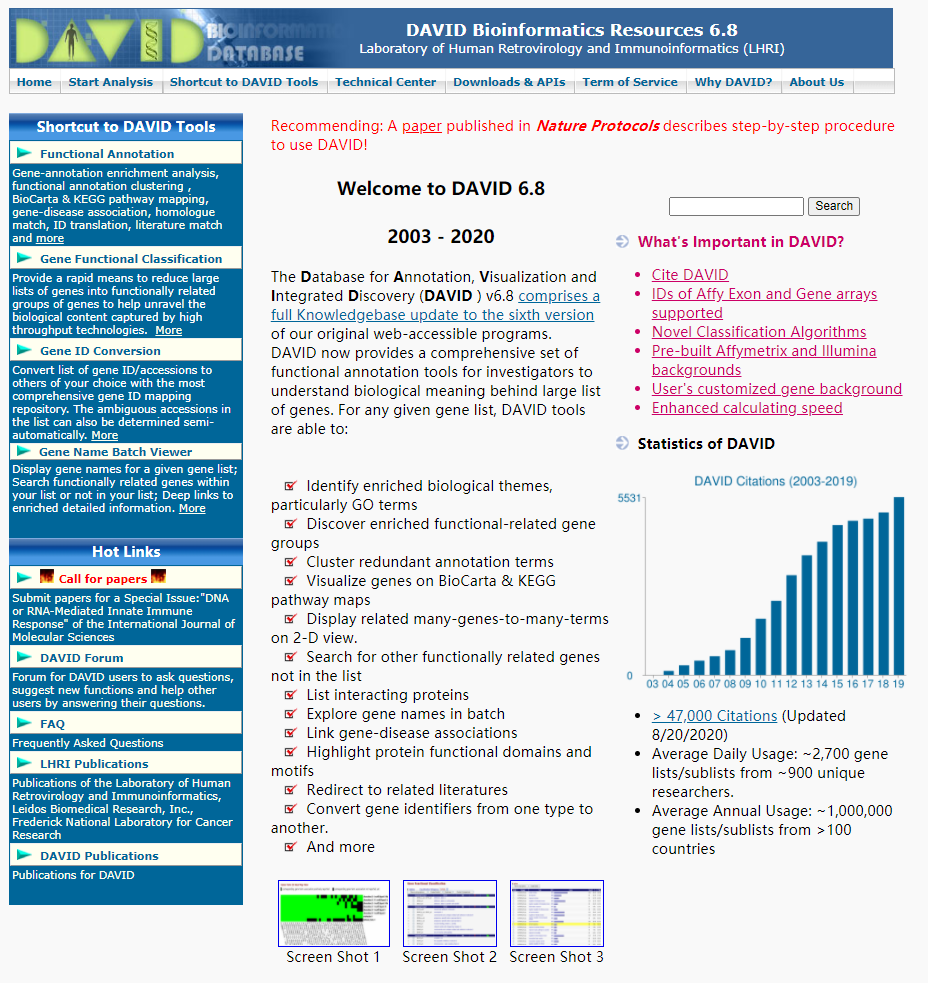 DAVID BIOINFORMATICS
DATABASE
DAVID Bioinformatics Resources 6.8
Laboratory of Human Retrovirology and Immunoinformatics (LHRI)
Home Start Analysis Shortcut to DAVID Tools Technical Center Downloads & APIs Term of Service Why DAVID? About Us
Shortcut to DAVID Tools
Functional Annotation
Gene-annotation enrichment analysis,
functional annotation clustering ,
BioCarta & KEGG pathway mapping,
gene-disease association, homologue
match, ID translation, literature match
and more
Gene Functional Classification
Provide a rapid means to reduce large
lists of genes into functionally related
groups of genes to help unravel the
biological content captured by high
throughput technologies. More
Gene ID Conversion
Convert list of gene ID/accessions to
others of your choice with the most
comprehensive gene ID mapping
repository. The ambiguous accessions in
the list can also be determined semi-
automatically. More
Gene Name Batch Viewer
Display gene names for a given gene list;
Search functionally related genes within
your list or not in your list; Deep links to
enriched detailed information. More
Hot Links
Call for papers
Submit papers for a Special Issue:"DNA
or RNA-Mediated Innate Immune
Response" of the International Journal of
Molecular Sciences
DAVID Forum
Forum for DAVID users to ask questions,
suggest new functions and help other
users by answering their questions.
FAQ
Frequently Asked Questions
LHRI Publications
Publications of the Laboratory of Human
Retrovirology and Immunoinformatics,
Leidos Biomedical Research, Inc.,
Frederick National Laboratory for Cancer
Research
DAVID Publications
Publications for DAVID
Recommending: A paper published in Nature Protocols describes step-by-step procedure
to use DAVID!
Welcome to DAVID 6.8
2003 - 2020
The Database for Annotation, Visualization and
Integrated Discovery (DAVID ) v6.8 comprises a
full Knowledgebase update to the sixth version
of our original web-accessible programs.
DAVID now provides a comprehensive set of
functional annotation tools for investigators to
understand biological meaning behind large list
of genes. For any given gene list, DAVID tools
are able to:
Identify enriched biological themes,
particularly GO terms
Discover enriched functional-related gene
groups
Cluster redundant annotation terms
Visualize genes on BioCarta & KEGG
pathway maps
Display related many-genes-to-many-terms
on 2-D view.
Search for other functionally related genes
not in the list
List interacting proteins
Explore gene names in batch
Link gene-disease associations
Highlight protein functional domains and
motifs
Redirect to related literatures
Convert gene identifiers from one type to
another.
And more
Screen Shot 1 Screen Shot 2 Screen Shot 3
Search
What's Important in DAVID?
Cite DAVID
IDs of Affy Exon and Gene arrays
supported
Novel Classification Algorithms
Pre-built Affymetrix and Illumina
backgrounds
User's customized gene background
Enhanced calculating speed
Statistics of DAVID
DAVID Citations (2003-2019)
5531
0
03 04 05 06 07 08 09 10 11 12 13 14 15 16 17 18 19
> 47,000 Citations (Updated
8/20/2020)
Average Daily Usage: ~2,700 gene
lists/sublists from ~900 unique
researchers.
Average Annual Usage: ~1,000,000
gene lists/sublists from >100
countries